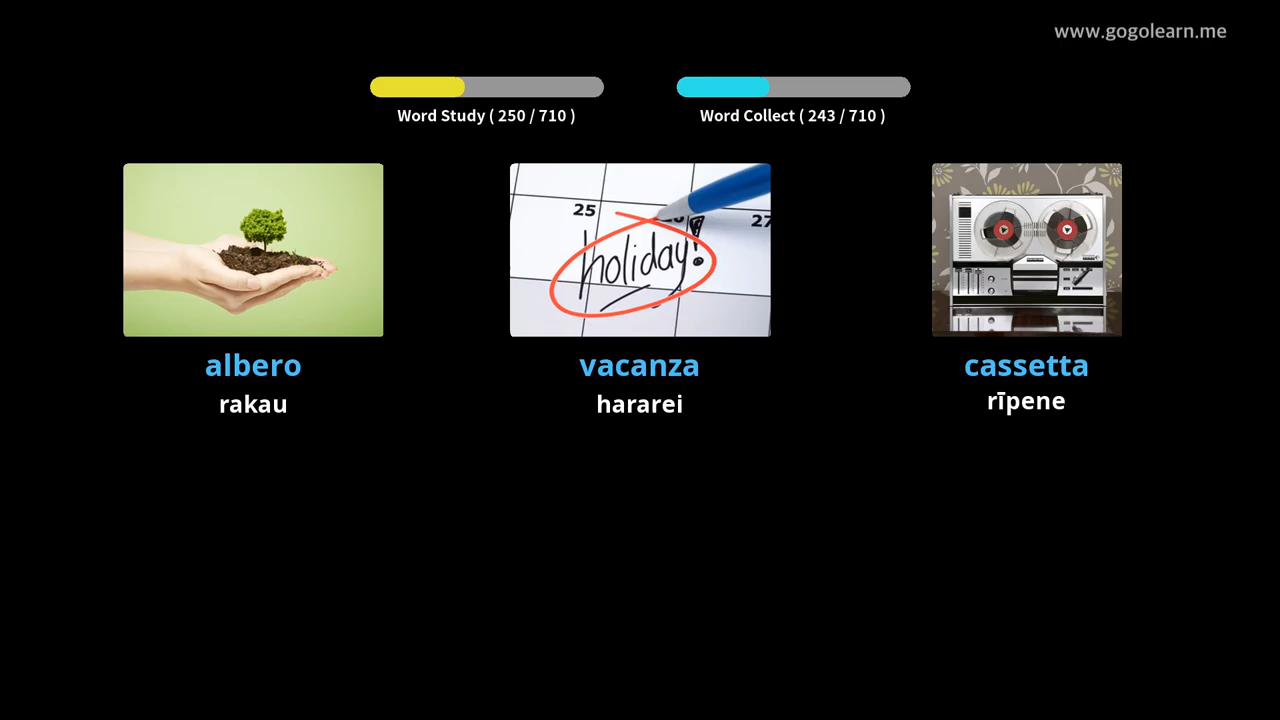 www.gogolearn.me
Word Study ( 250 / 710 )
Word Collect ( 243 / 710 )
25
27
holiday!
albero
vacanza
cassetta
rakau
hararei
rīpene